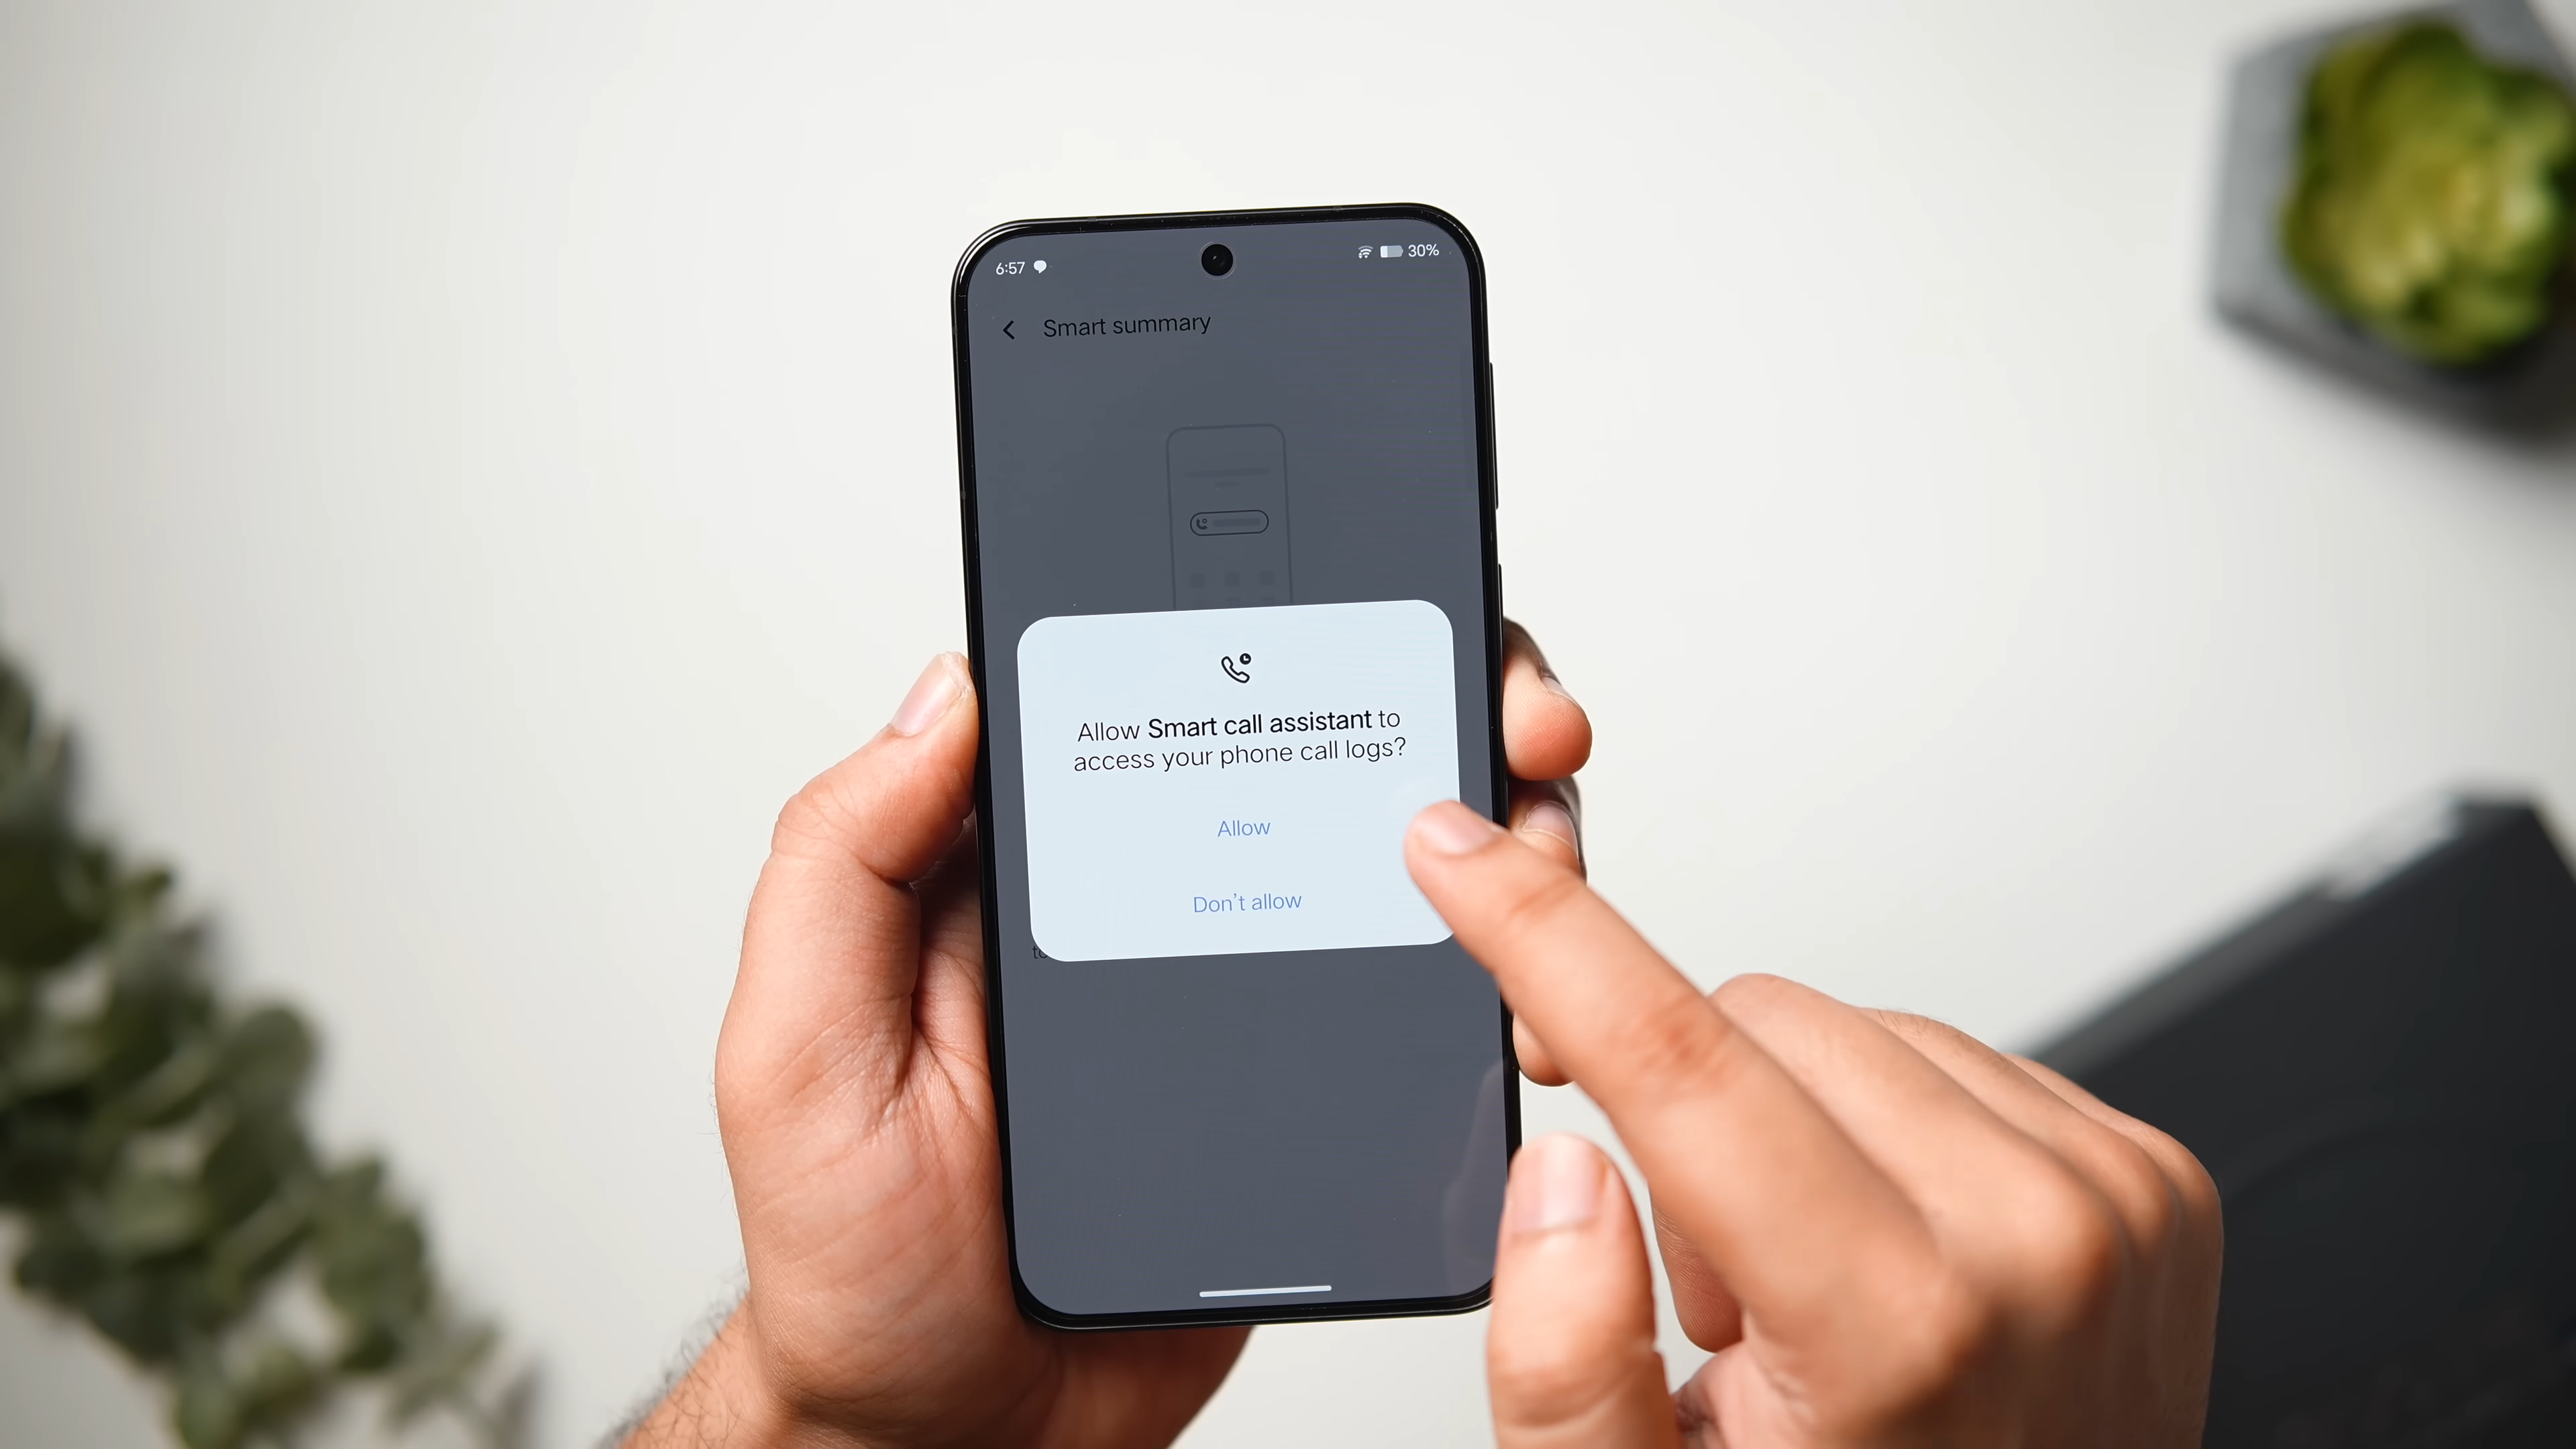 6:57
30%
Smart summary
Allow Smart call assistant to
access your phone call logs?
Allow
Don't allow